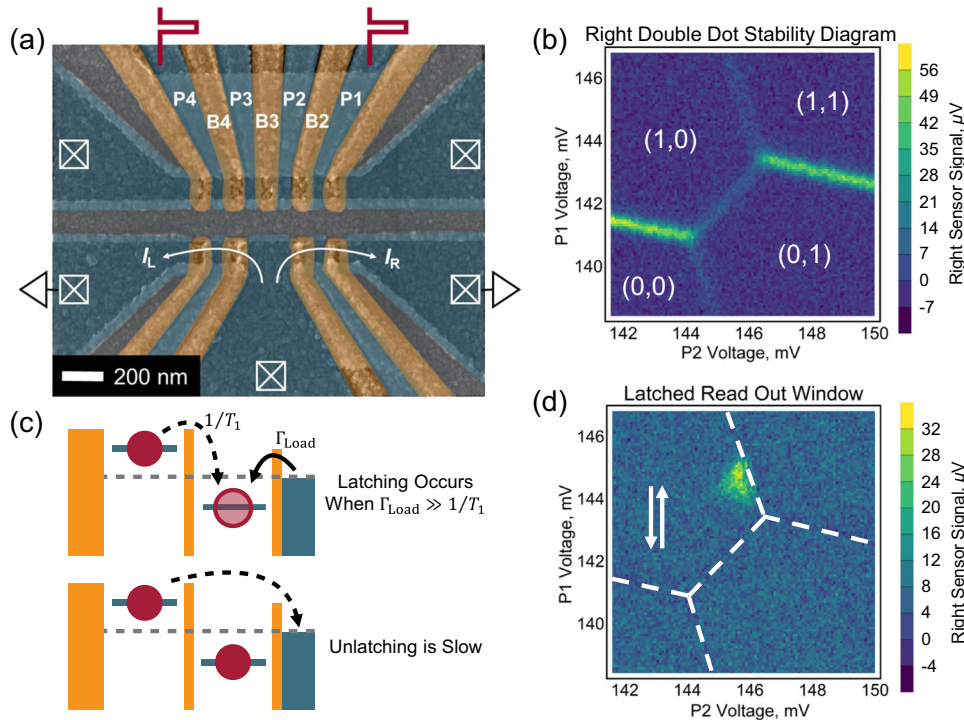 (a)
P4
P3
P2
P1
B4
B3
B2
I_L
I_R
200 nm
(b)
Right Double Dot Stability Diagram
146
144
142
140
P1 Voltage, mV
(1,1)
(1,0)
(0,1)
(0,0)
142
144
146
148
150
P2 Voltage, mV
56
49
42
35
28
21
14
7
0
-7
Right Sensor Signal, μV
(c)
1/T₁
Γ_Load
Latching Occurs
When Γ_Load ≫ 1/T₁
Unlatching is Slow
(d)
Latched Read Out Window
146
144
142
140
P1 Voltage, mV
142
144
146
148
150
P2 Voltage, mV
32
28
24
20
16
12
8
4
0
-4
Right Sensor Signal, μV